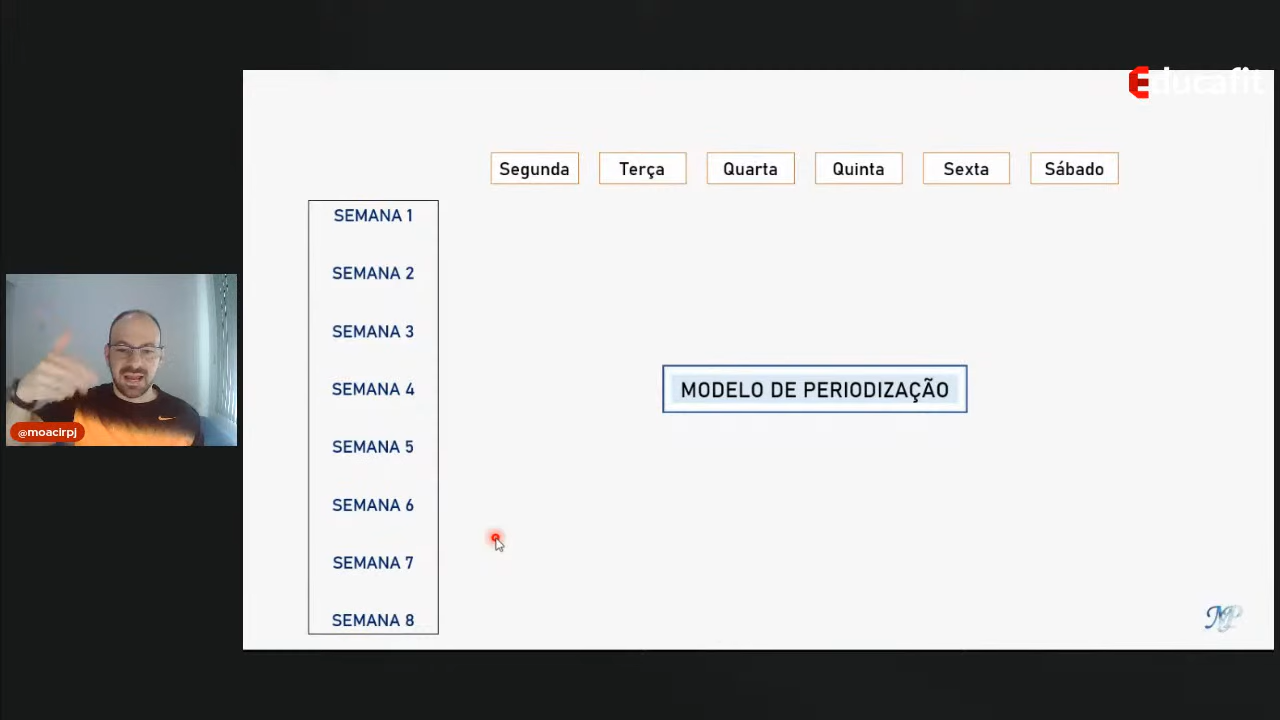 Educafit
Segunda Terça Quarta Quinta Sexta Sábado
SEMANA 1
SEMANA 2
SEMANA 3
SEMANA 4
MODELO DE PERIODIZAÇÃO
SEMANA 5
SEMANA 6
SEMANA 7
SEMANA 8
@moacirpj
MP